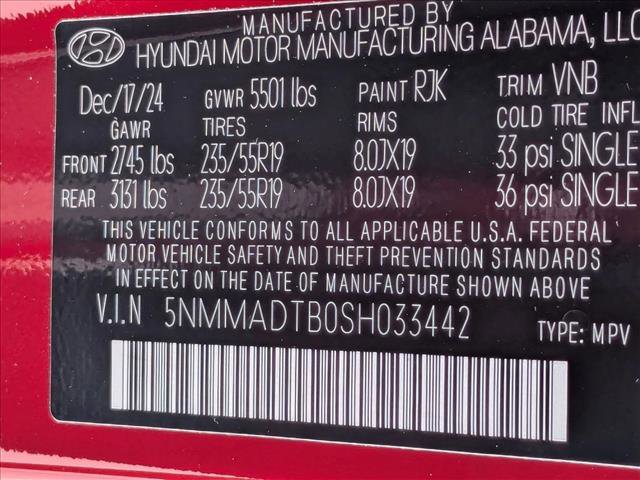 MANUFACTURED BY
HYUNDAI MOTOR MANUFACTURING ALABAMA, LLC
Dec/17/24 GVWR 5501 lbs PAINT RJK TRIM VNB
GAWR TIRES RIMS COLD TIRE INFL
FRONT 2745 lbs 235/55R19 8.0JX19 33 psi SINGLE
REAR 3131 lbs 235/55R19 8.0JX19 36 psi SINGLE
THIS VEHICLE CONFORMS TO ALL APPLICABLE U.S.A. FEDERAL
MOTOR VEHICLE SAFETY AND THEFT PREVENTION STANDARDS
IN EFFECT ON THE DATE OF MANUFACTURE SHOWN ABOVE
V.I.N 5NMMADTB0SH033442 TYPE: MPV